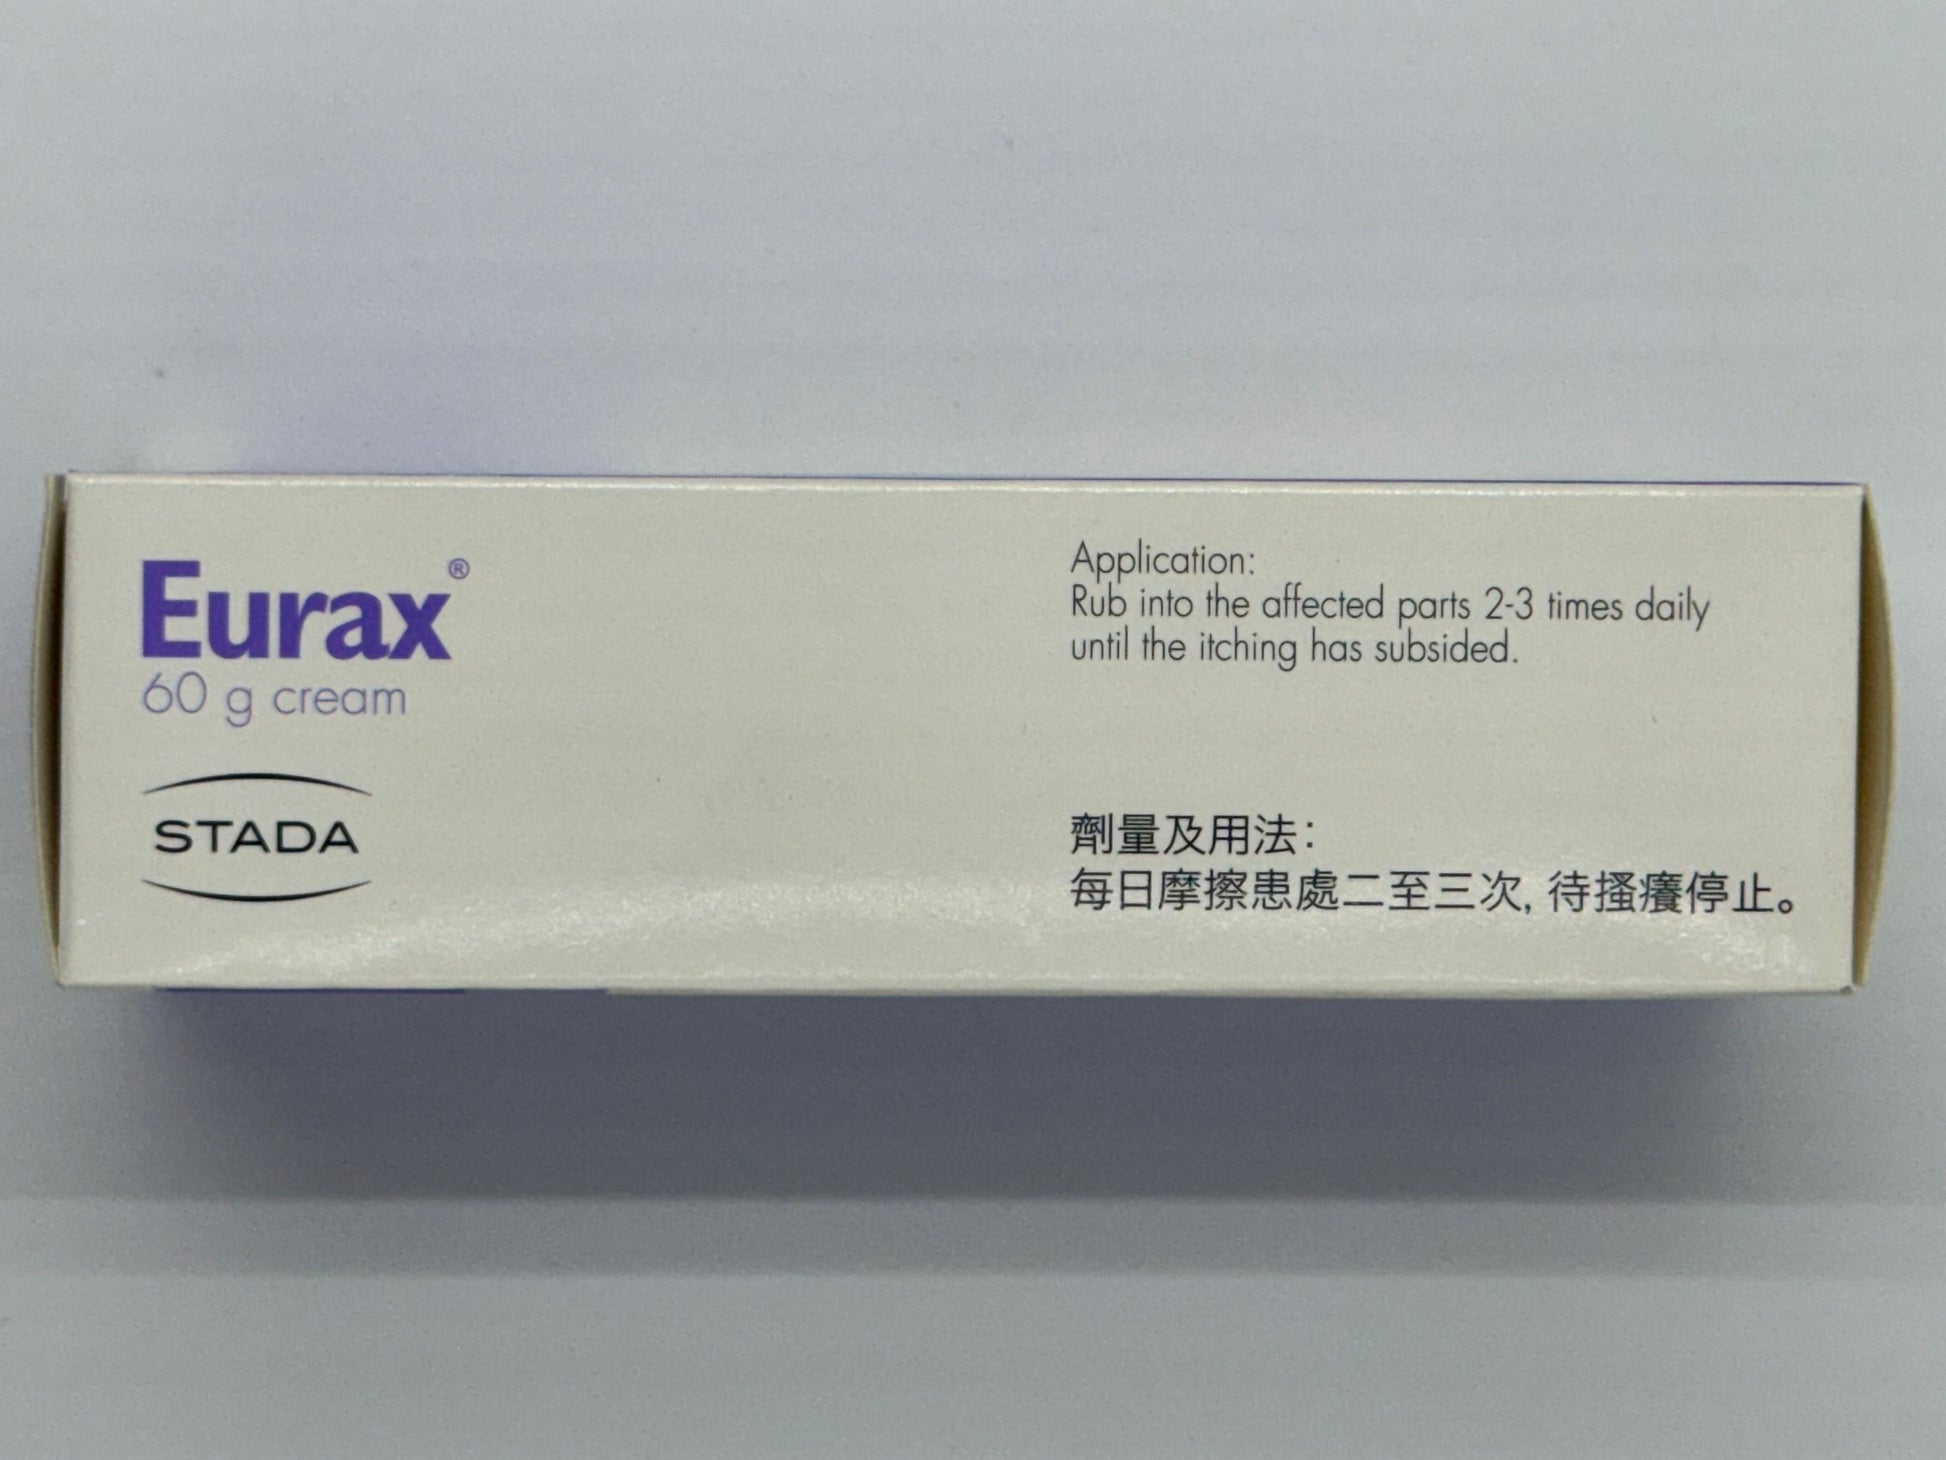 Eurax®
60 g cream
STADA
Application:
Rub into the affected parts 2-3 times daily
until the itching has subsided.
劑量及用法：
每日摩擦患處二至三次, 待搔癢停止。